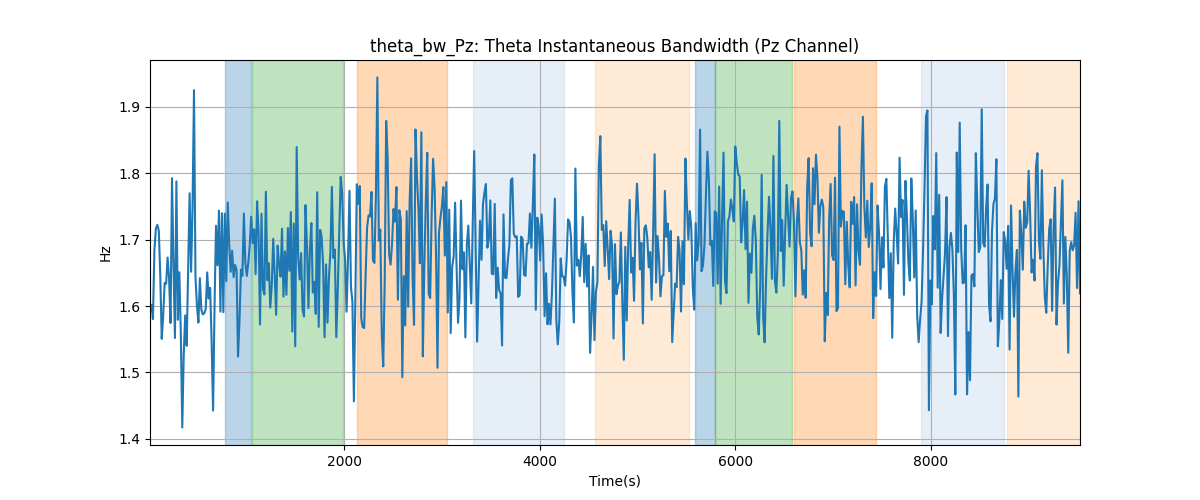 theta_bw_Pz: Theta Instantaneous Bandwidth (Pz Channel)
Hz
1.9
1.8
1.7
1.6
1.5
1.4
2000 4000 6000 8000
Time(s)